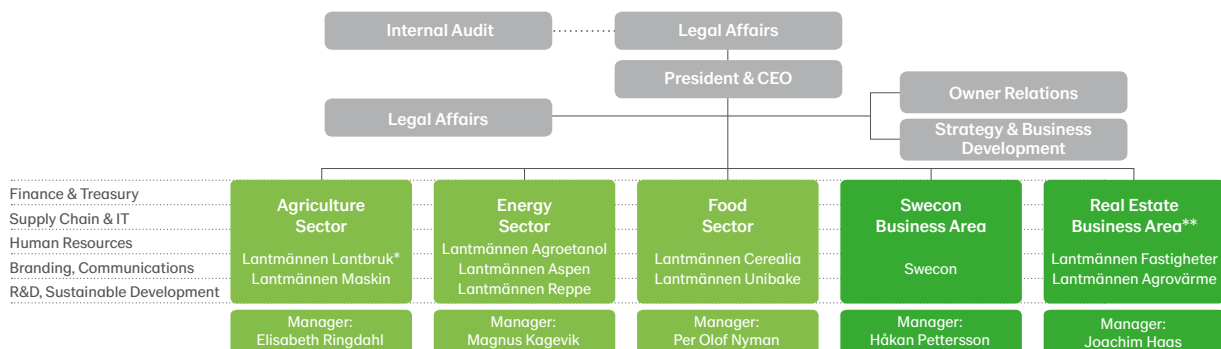 Internal Audit
Legal Affairs
President & CEO
Legal Affairs
Owner Relations
Strategy & Business
Development
Finance & Treasury
Supply Chain & IT
Human Resources
Branding, Communications
R&D, Sustainable Development
Agriculture
Sector
Lantmännen Lantbruk*
Lantmännen Maskin
Manager:
Elisabeth Ringdahl
Energy
Sector
Lantmännen Agroetanol
Lantmännen Aspen
Lantmännen Reppe
Manager:
Magnus Kagevik
Food
Sector
Lantmännen Cerealia
Lantmännen Unibake
Manager:
Per Olof Nyman
Swecon
Business Area
Swecon
Manager:
Håkan Pettersson
Real Estate
Business Area**
Lantmännen Fastigheter
Lantmännen Agrovärme
Manager:
Joachim Haas